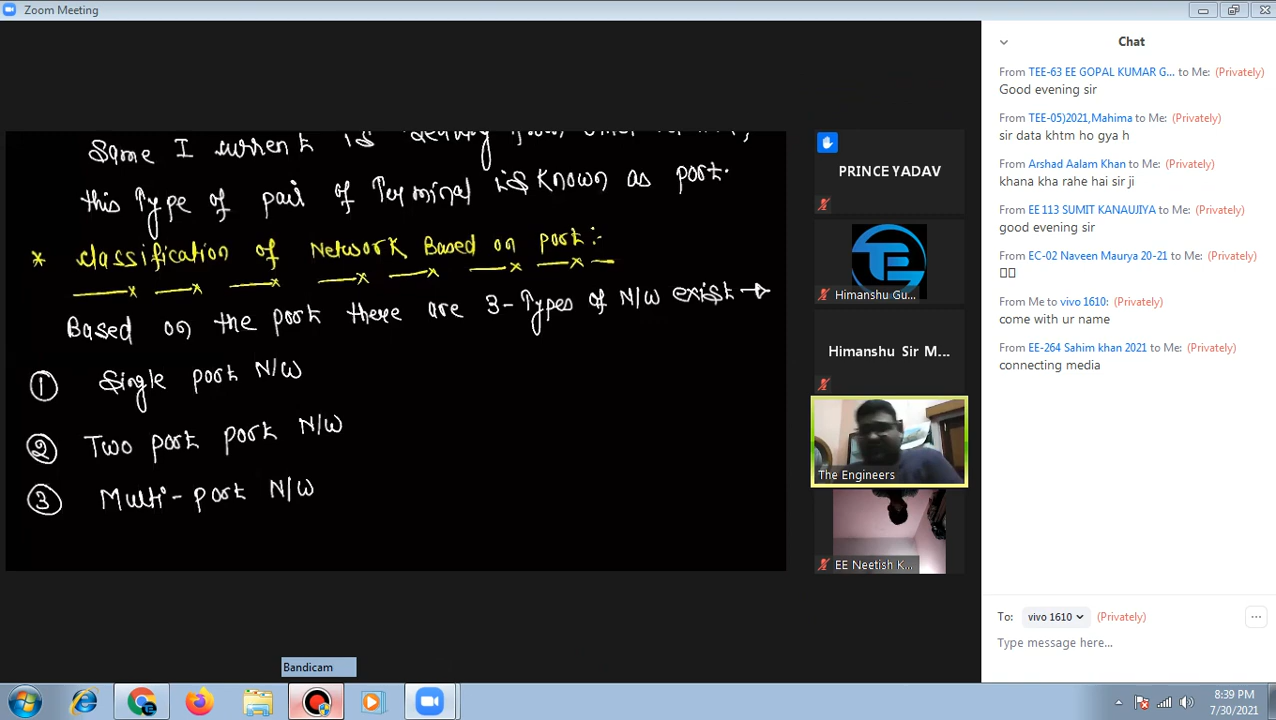 Zoom Meeting
Same I current is
this Type of pair of Terminal is known as port.
* classification of Network Based on port :-
Based on the port there are 3-Types of N/W exist →
① Single port N/W
② Two port port N/W
③ Multi-port N/W
PRINCE YADAV
TE
Himanshu Gu...
Himanshu Sir M...
The Engineers
EE Neetish K...
Chat
From TEE-63 EE GOPAL KUMAR G... to Me: (Privately)
Good evening sir
From TEE-05)2021,Mahima to Me: (Privately)
sir data khtm ho gya h
From Arshad Aalam Khan to Me: (Privately)
khana kha rahe hai sir ji
From EE 113 SUMIT KANAUJIYA to Me: (Privately)
good evening sir
From EC-02 Naveen Maurya 20-21 to Me: (Privately)
From Me to vivo 1610:
come with ur name
From EE-264 Sahim khan 2021 to Me: (Privately)
connecting media
To: vivo 1610 (Privately)
Type message here...
Bandicam
8:39 PM
7/30/2021